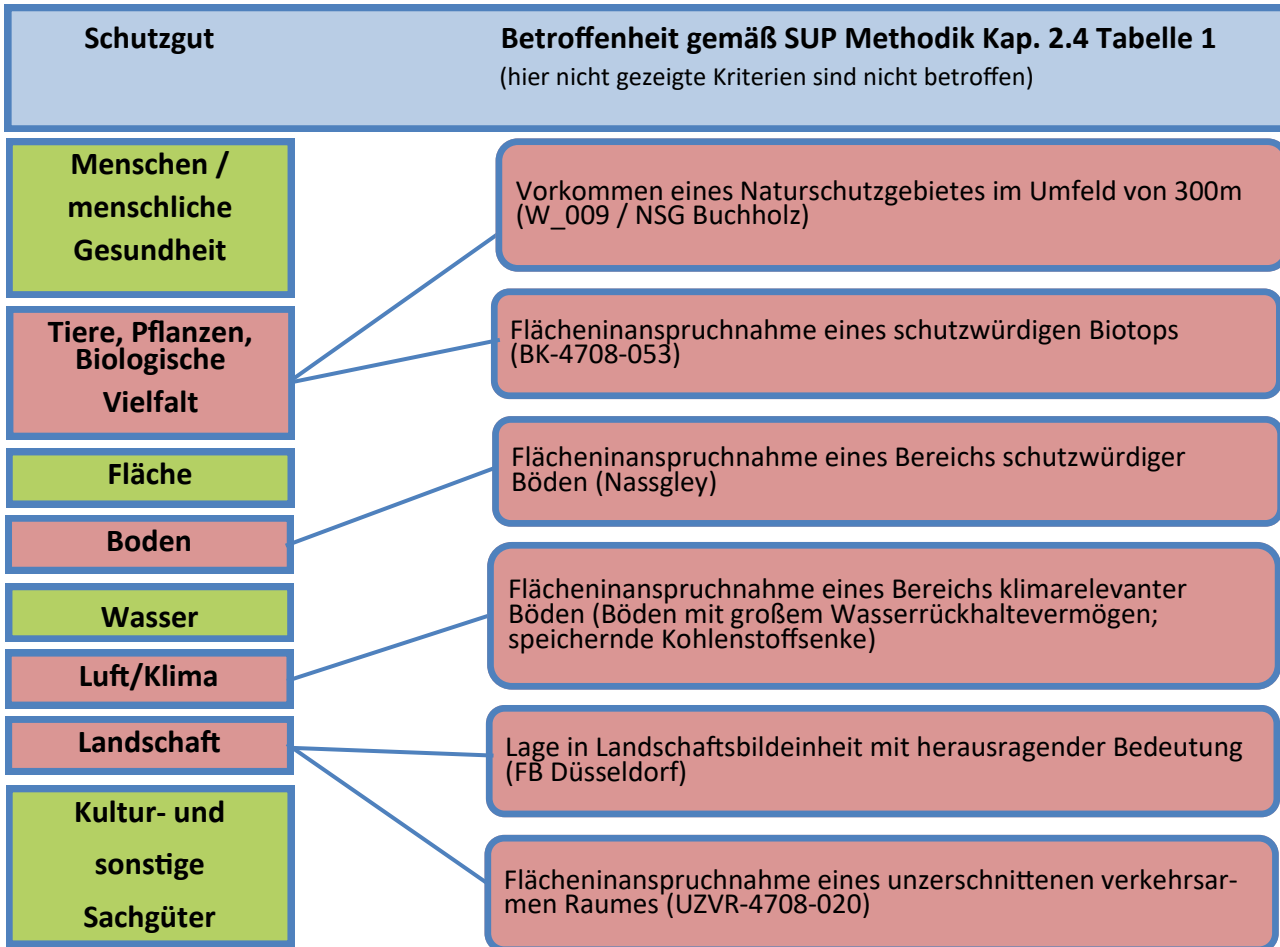 Schutzgut
Betroffenheit gemäß SUP Methodik Kap. 2.4 Tabelle 1
(hier nicht gezeigte Kriterien sind nicht betroffen)
Menschen /
menschliche
Gesundheit
Vorkommen eines Naturschutzgebietes im Umfeld von 300m
(W_009 / NSG Buchholz)
Tiere, Pflanzen,
Biologische
Vielfalt
Flächeninanspruchnahme eines schutzwürdigen Biotops
(BK-4708-053)
Fläche
Boden
Flächeninanspruchnahme eines Bereichs schutzwürdiger
Böden (Nassgley)
Wasser
Luft/Klima
Flächeninanspruchnahme eines Bereichs klimarelevanter
Böden (Böden mit großem Wasserrückhaltevermögen;
speichernde Kohlenstoffsenke)
Landschaft
Lage in Landschaftsbildeinheit mit herausragender Bedeutung
(FB Düsseldorf)
Flächeninanspruchnahme eines unzerschnittenen verkehrsar-
men Raumes (UZVR-4708-020)
Kultur- und
sonstige
Sachgüter